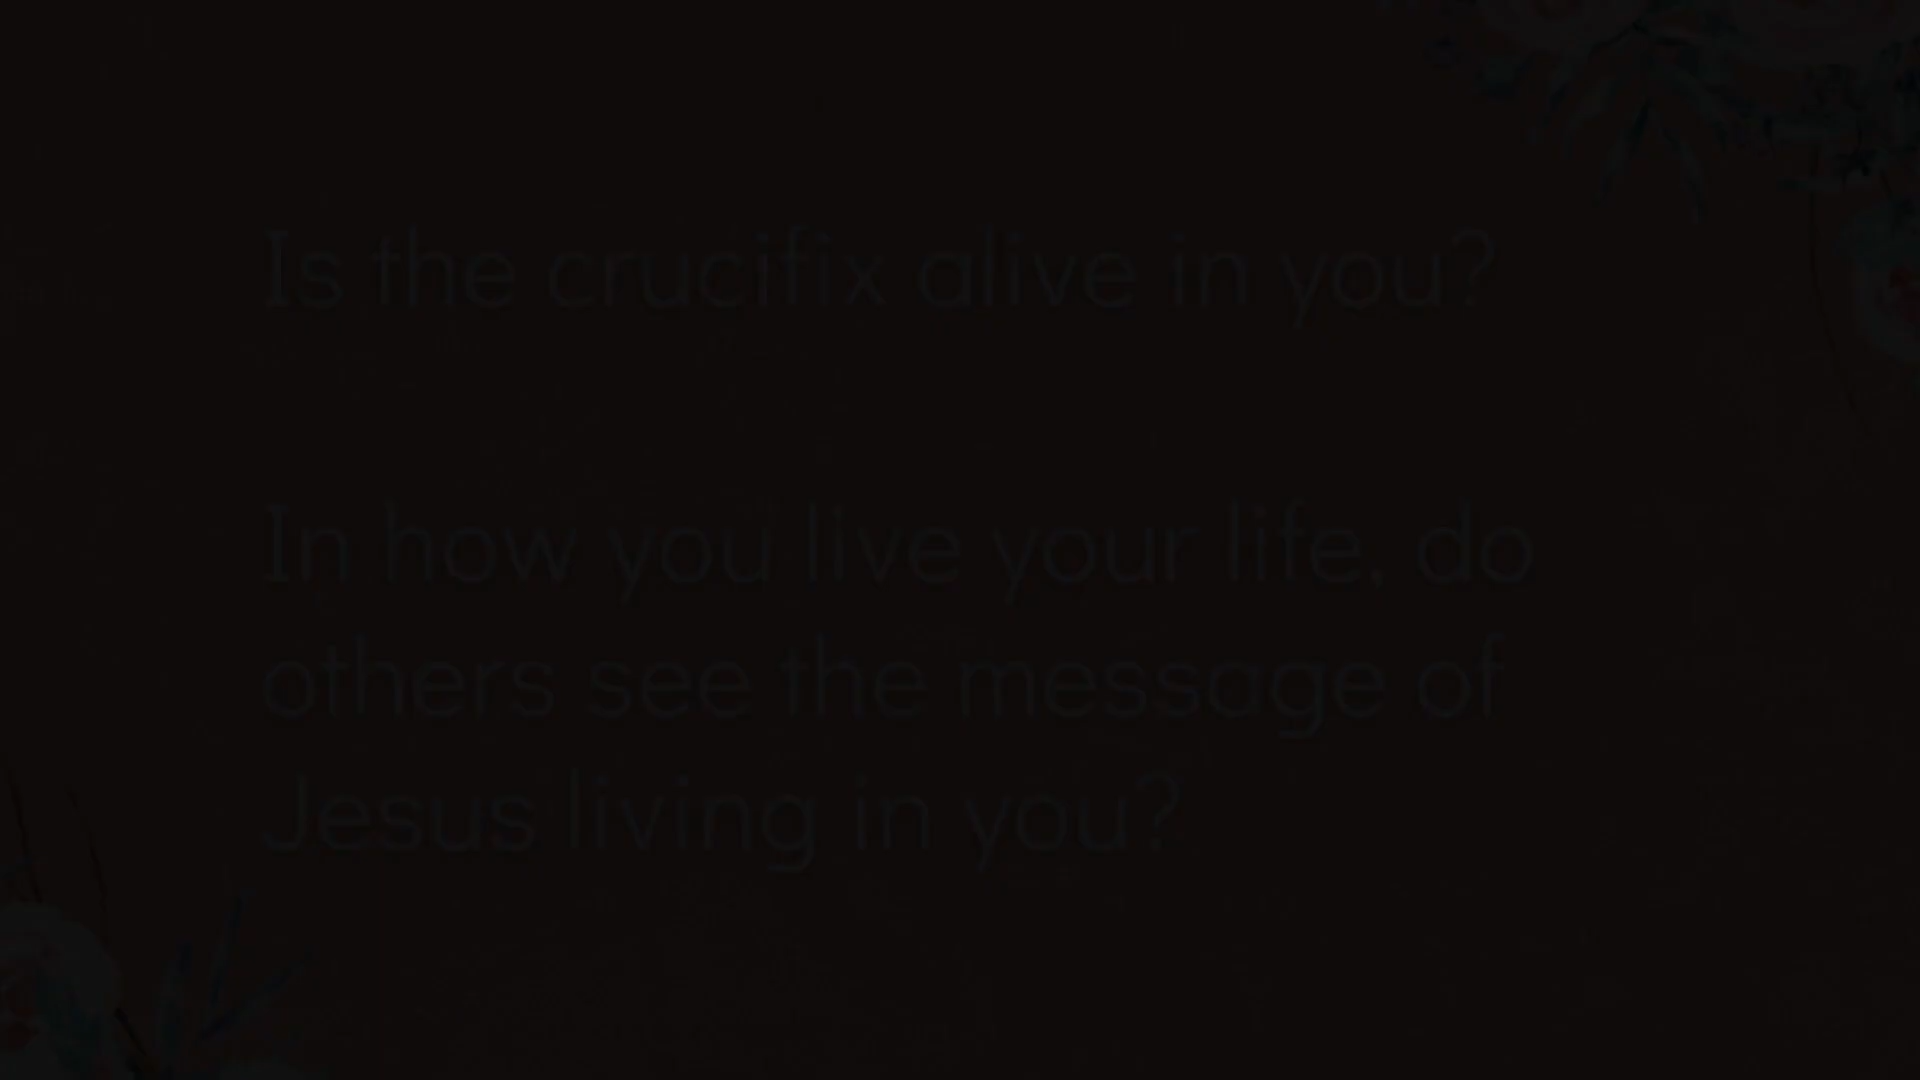 Is the crucifix alive in you?
In how you live your life, do
others see the message of
Jesus living in you?